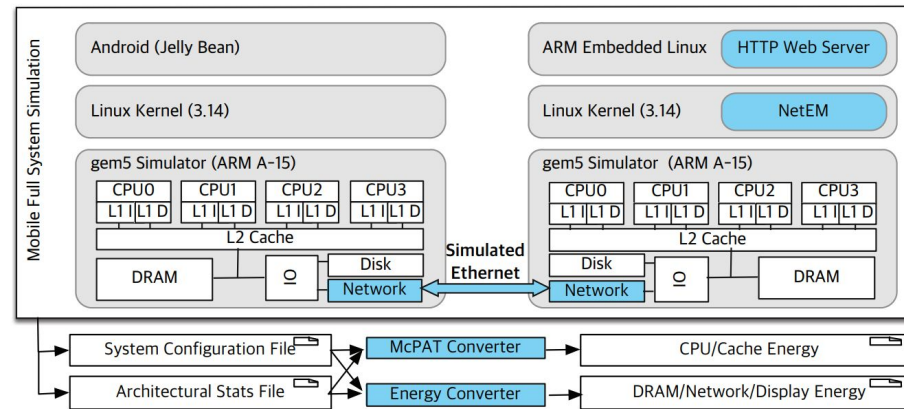 Mobile Full System Simulation
Android (Jelly Bean)
Linux Kernel (3.14)
gem5 Simulator (ARM A-15)
CPU0 CPU1 CPU2 CPU3
L1 I L1 D L1 I L1 D L1 I L1 D L1 I L1 D
L2 Cache
DRAM
IO
Disk
Network
Simulated
Ethernet
ARM Embedded Linux
HTTP Web Server
Linux Kernel (3.14)
NetEM
gem5 Simulator (ARM A-15)
CPU0 CPU1 CPU2 CPU3
L1 I L1 D L1 I L1 D L1 I L1 D L1 I L1 D
L2 Cache
Disk
Network
IO
DRAM
System Configuration File
McPAT Converter
CPU/Cache Energy
Architectural Stats File
Energy Converter
DRAM/Network/Display Energy